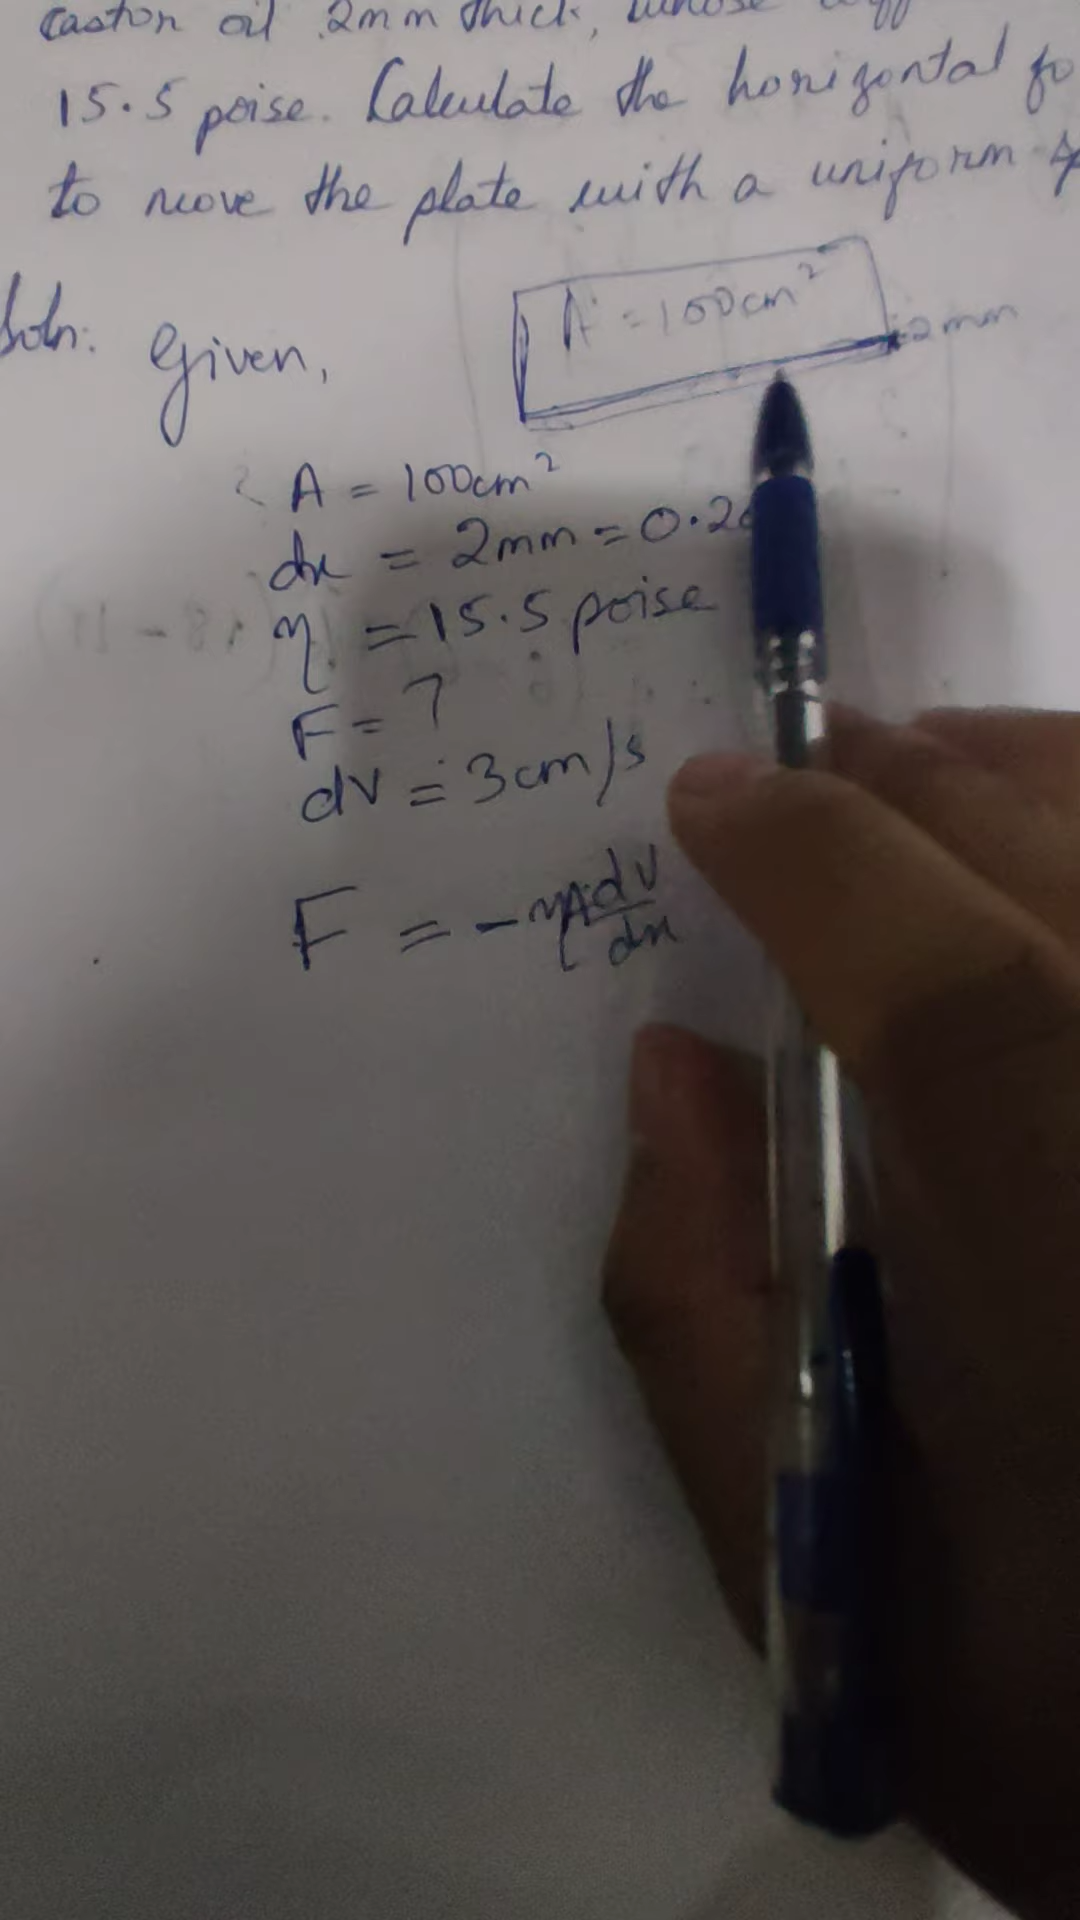 castor oil 2mm thick, whose
15.5 poise. Calculate the horizontal
to move the plate with a uniform
Soln: Given,
A = 100cm²
2mm
A = 100cm²
dx = 2mm = 0.2
η = 15.5 poise
F = ?
dv = 3cm/s
F = -ηA dv/dx